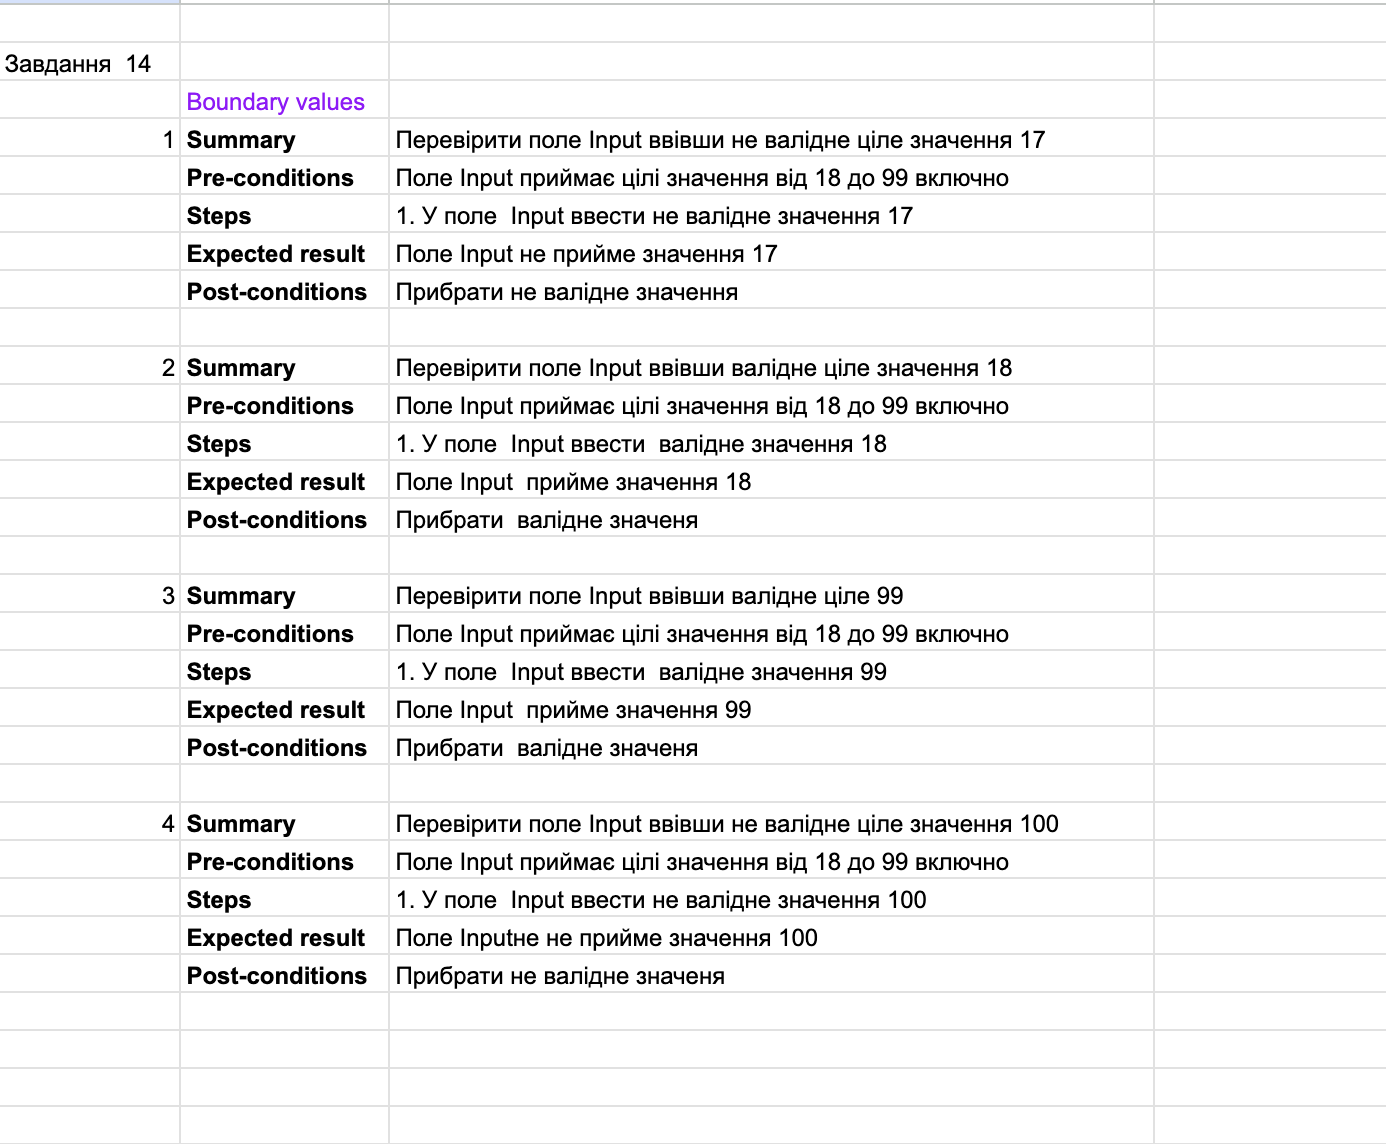 Завдання  14
Boundary values
1 Summary Перевірити поле Input ввівши не валідне ціле значення 17
Pre-conditions Поле Input приймає цілі значення від 18 до 99 включно
Steps 1. У поле  Input ввести не валідне значення 17
Expected result Поле Input не прийме значення 17
Post-conditions Прибрати не валідне значення
2 Summary Перевірити поле Input ввівши валідне ціле значення 18
Pre-conditions Поле Input приймає цілі значення від 18 до 99 включно
Steps 1. У поле  Input ввести  валідне значення 18
Expected result Поле Input  прийме значення 18
Post-conditions Прибрати  валідне значеня
3 Summary Перевірити поле Input ввівши валідне ціле 99
Pre-conditions Поле Input приймає цілі значення від 18 до 99 включно
Steps 1. У поле  Input ввести  валідне значення 99
Expected result Поле Input  прийме значення 99
Post-conditions Прибрати  валідне значеня
4 Summary Перевірити поле Input ввівши не валідне ціле значення 100
Pre-conditions Поле Input приймає цілі значення від 18 до 99 включно
Steps 1. У поле  Input ввести не валідне значення 100
Expected result Поле Inputне не прийме значення 100
Post-conditions Прибрати не валідне значеня